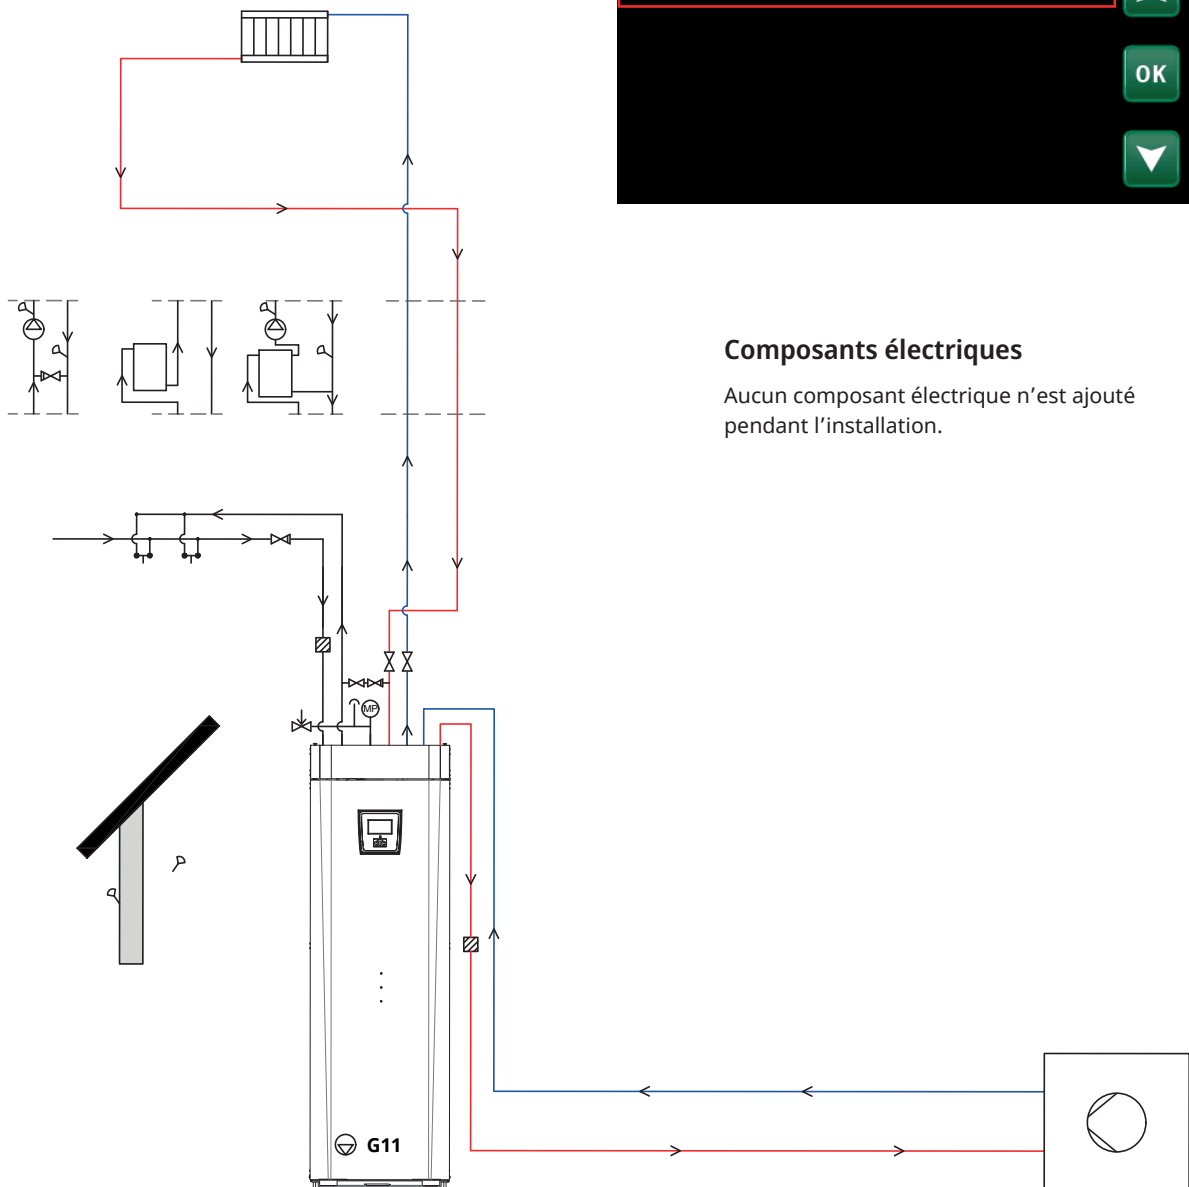 OK
Composants électriques
Aucun composant électrique n’est ajouté
pendant l’installation.
MP
G11